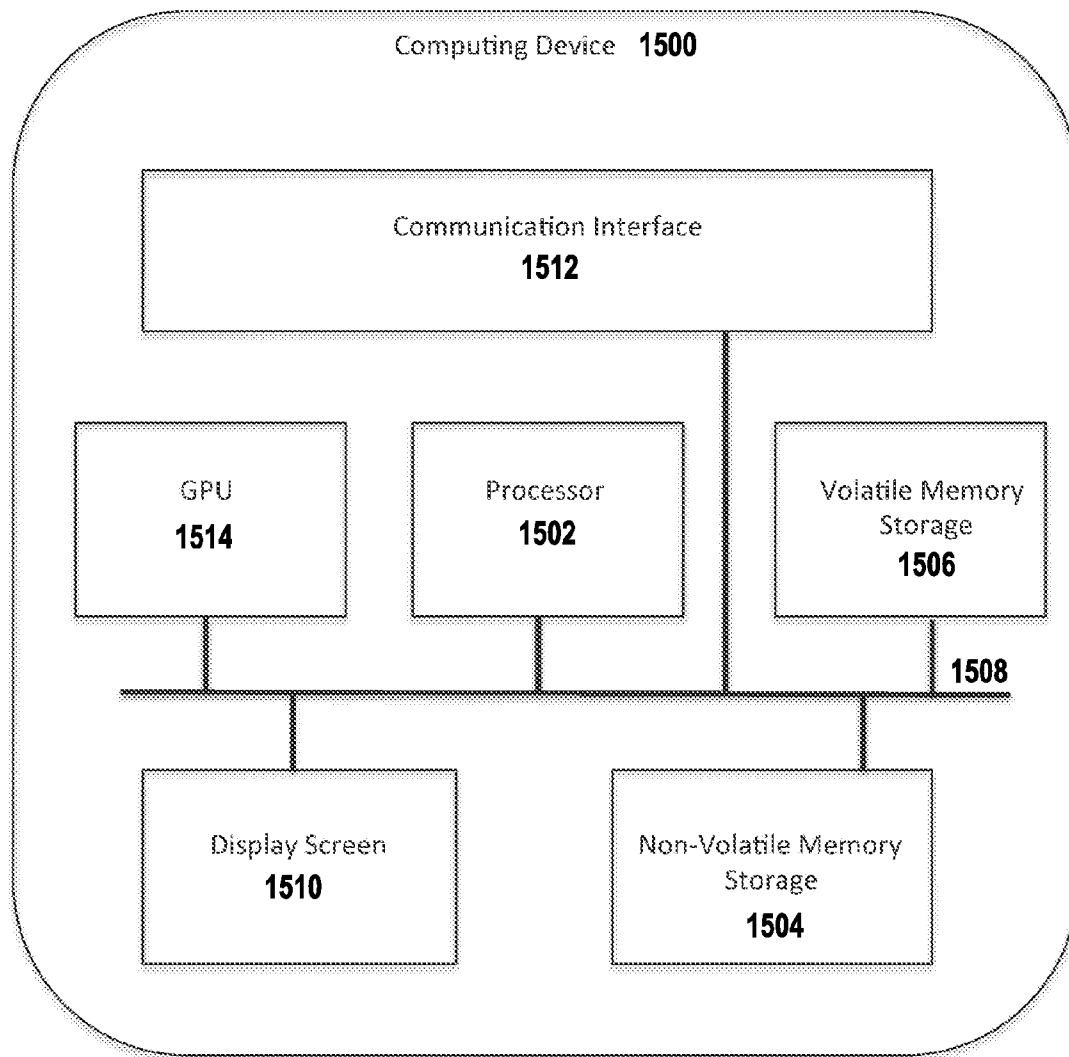 Computing Device 1500
Communication Interface
1512
GPU
1514
Processor
1502
Volatile Memory
Storage
1506
1508
Display Screen
1510
Non-Volatile Memory
Storage
1504